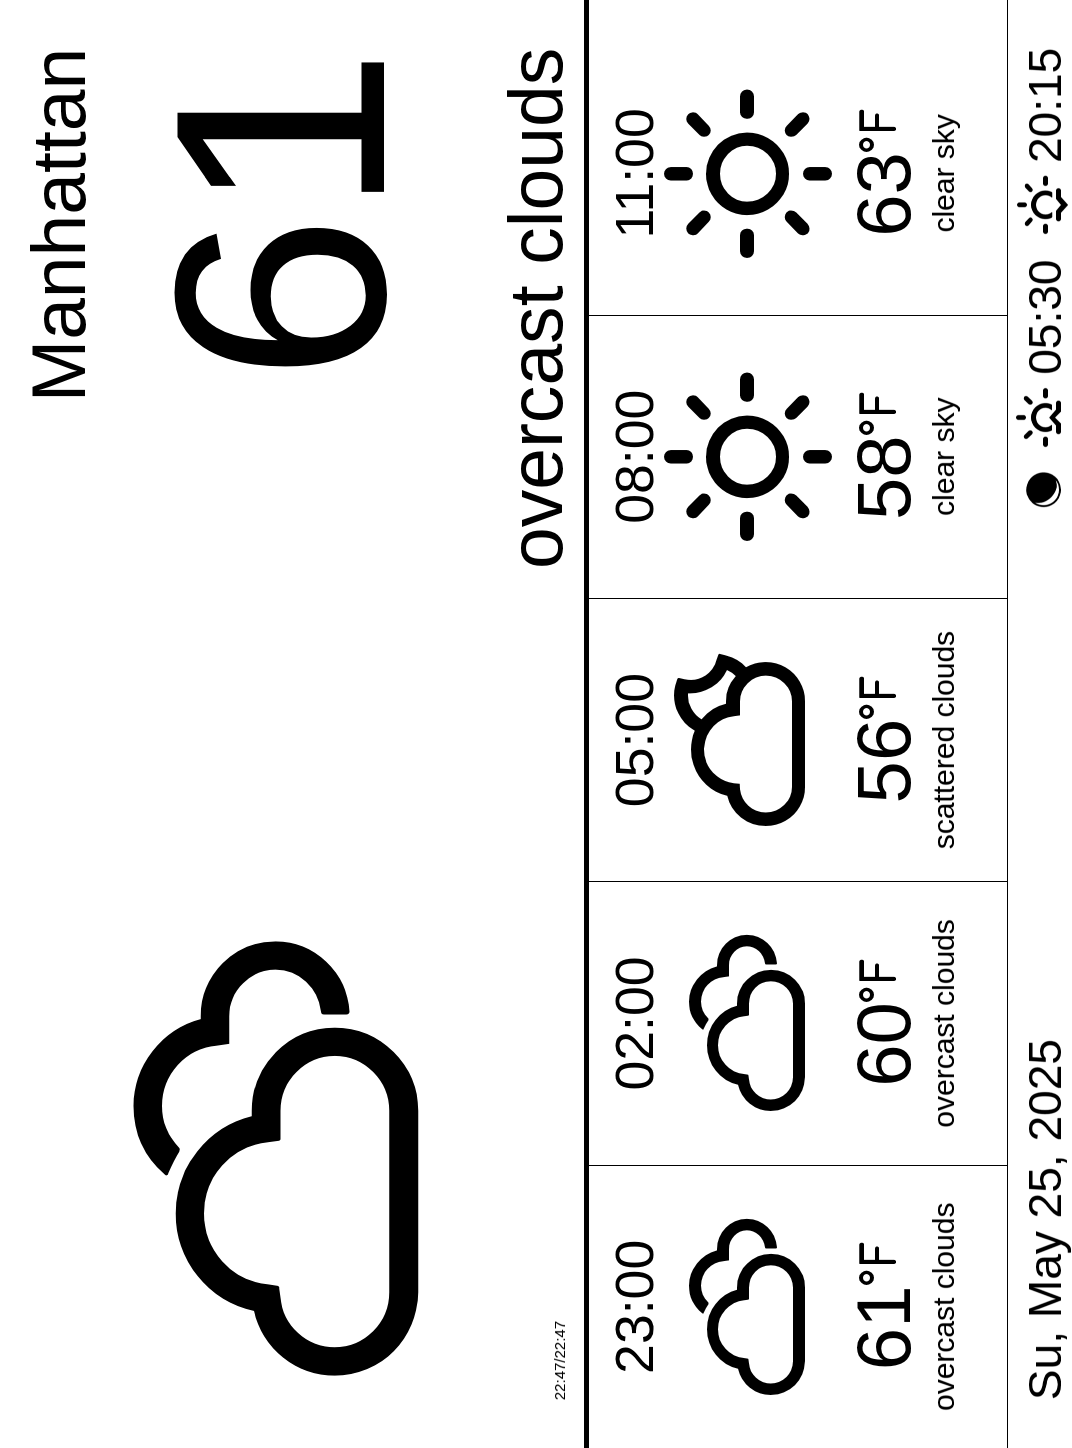 Manhattan
61
overcast clouds
22:47/22:47
23:00 02:00 05:00 08:00 11:00
61°F 60°F 56°F 58°F 63°F
overcast clouds overcast clouds scattered clouds clear sky clear sky
Su, May 25, 2025 05:30 20:15